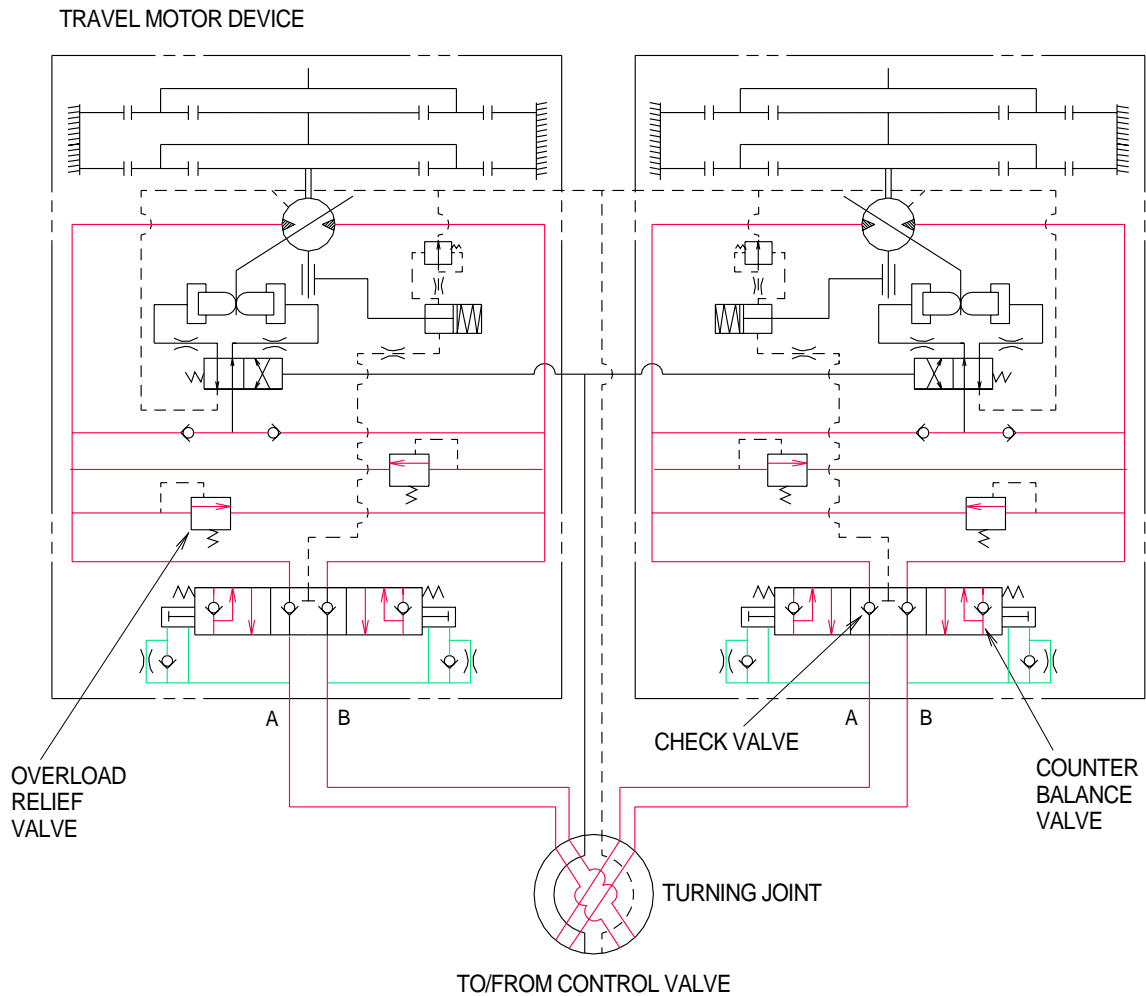 TRAVEL MOTOR DEVICE
A
B
A
B
CHECK VALVE
OVERLOAD
RELIEF
VALVE
COUNTER
BALANCE
VALVE
TURNING JOINT
TO/FROM CONTROL VALVE